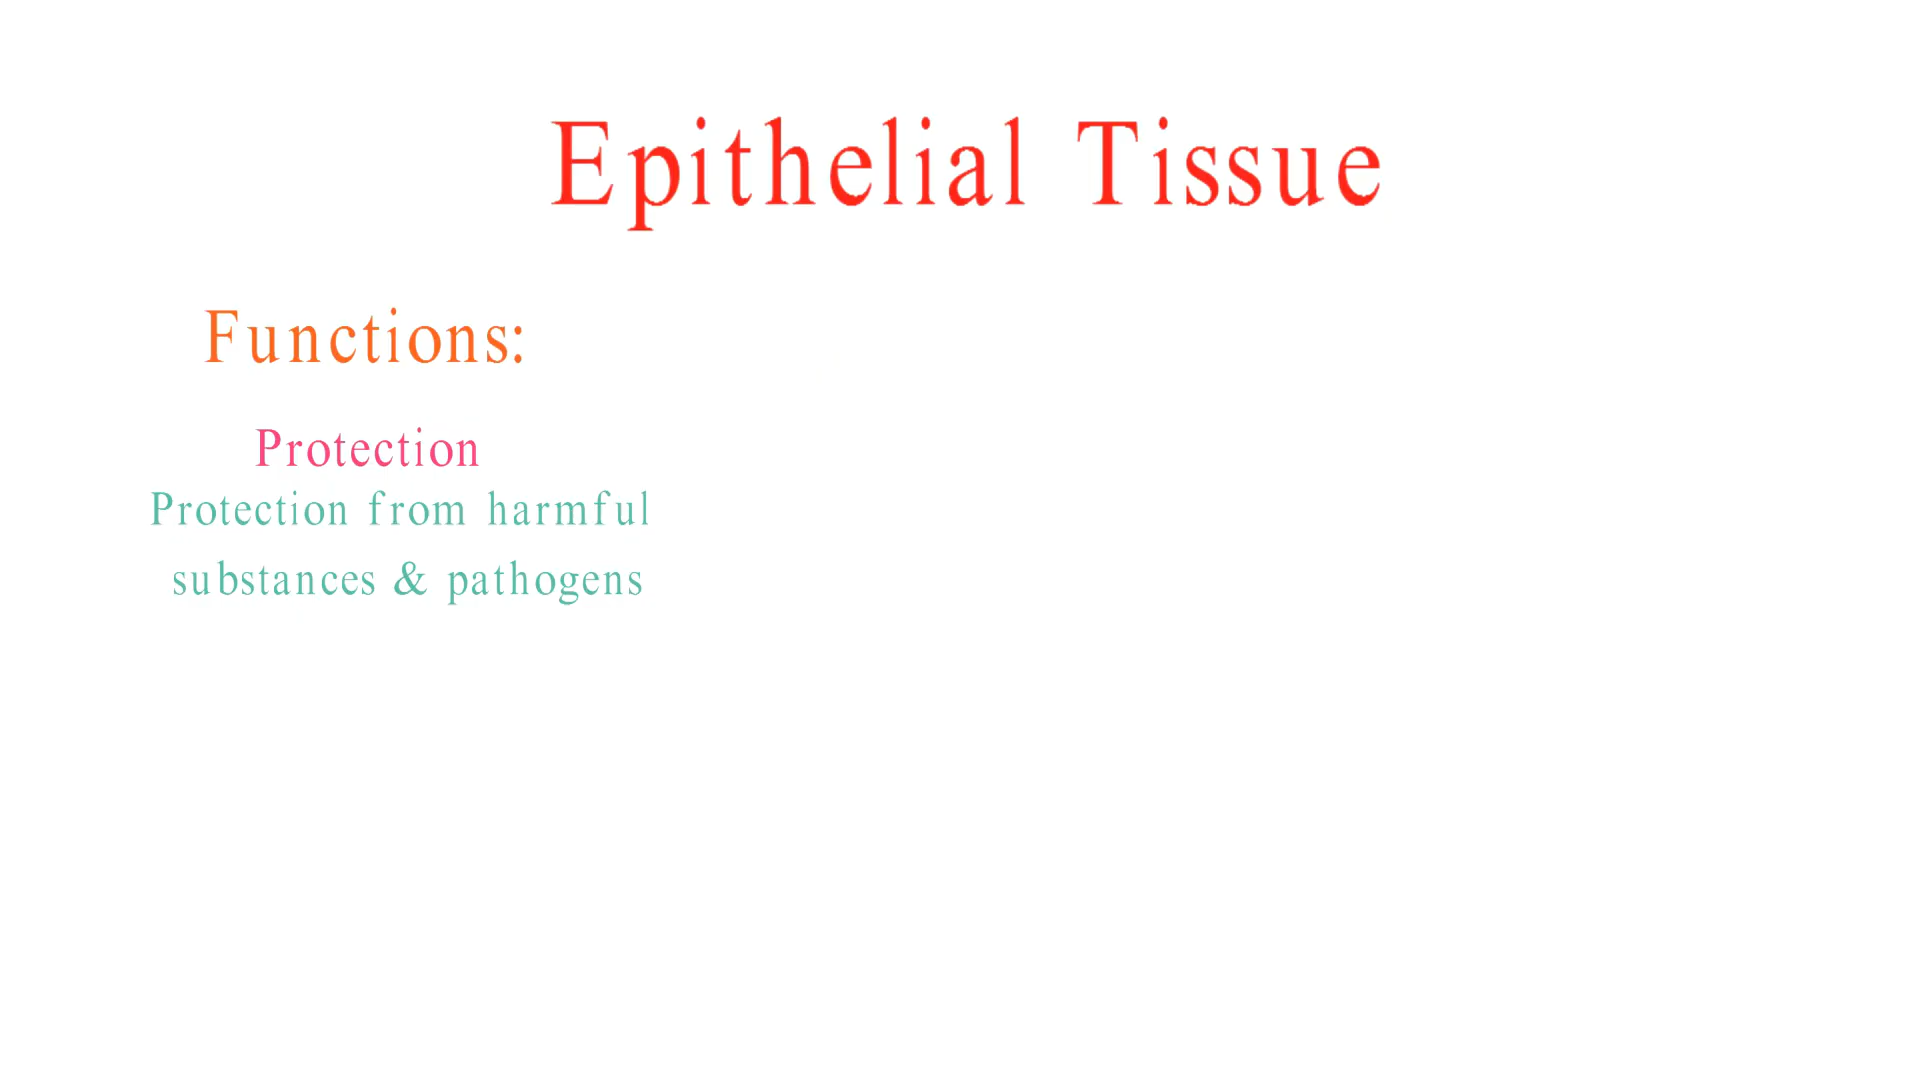 Epithelial Tissue
Functions:
Protection
Protection from harmful
substances & pathogens